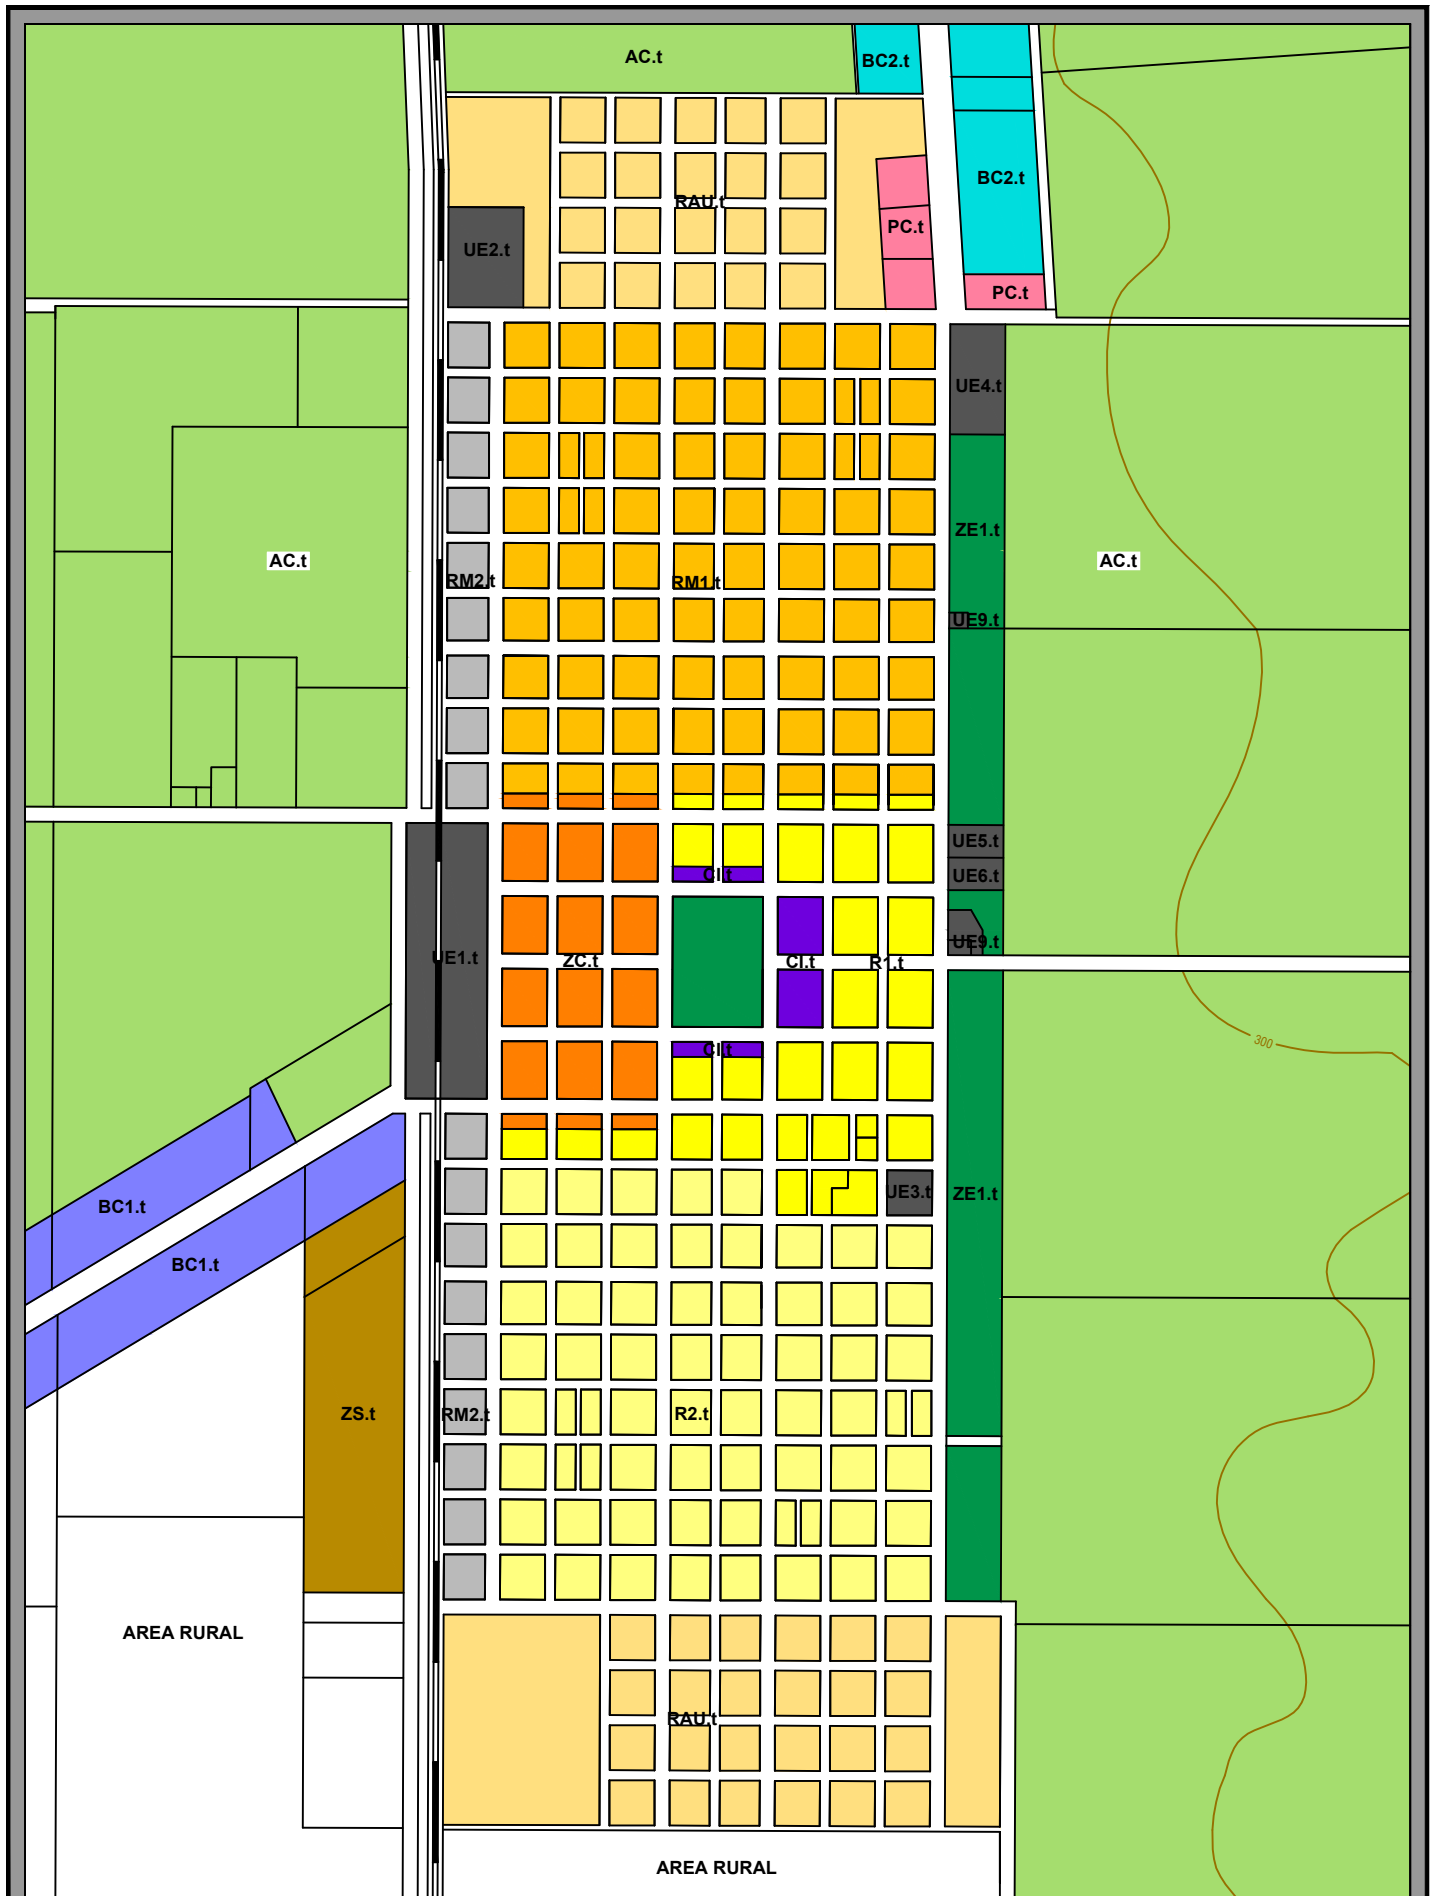 AC.t
BC2.t
BC2.t
RAU.t
PC.t
UE2.t
PC.t
UE4.t
ZE1.t
AC.t
AC.t
RM2.t
RM1.t
UE9.t
UE5.t
CI.t
UE6.t
UE9.t
UE1.t
ZC.t
CI.t
R1.t
300
CI.t
UE3.t
ZE1.t
BC1.t
BC1.t
ZS.t
RM2.t
R2.t
AREA RURAL
RAU.t
AREA RURAL